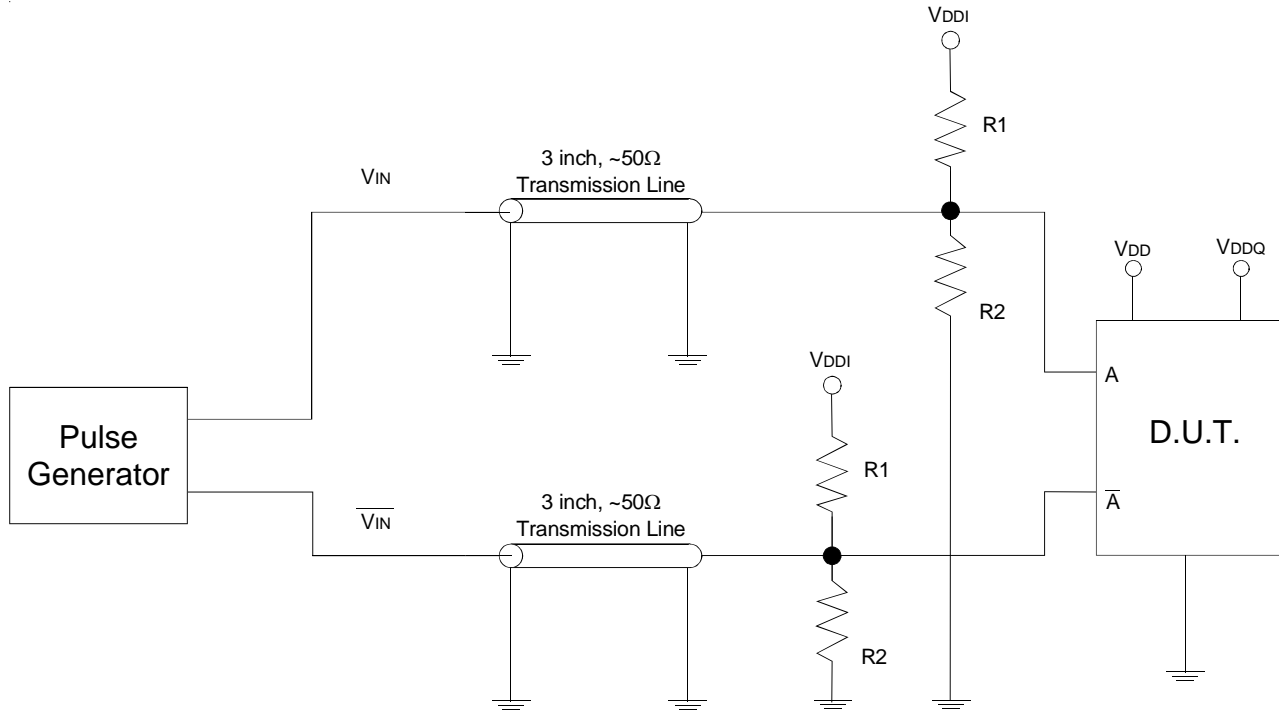 VDDI
R1
3 inch, ~50Ω
Transmission Line
VIN
R2
VDD
VDDQ
VDDI
A
Pulse
Generator
D.U.T.
R1
3 inch, ~50Ω
Transmission Line
V̅I̅N̅
A̅
R2